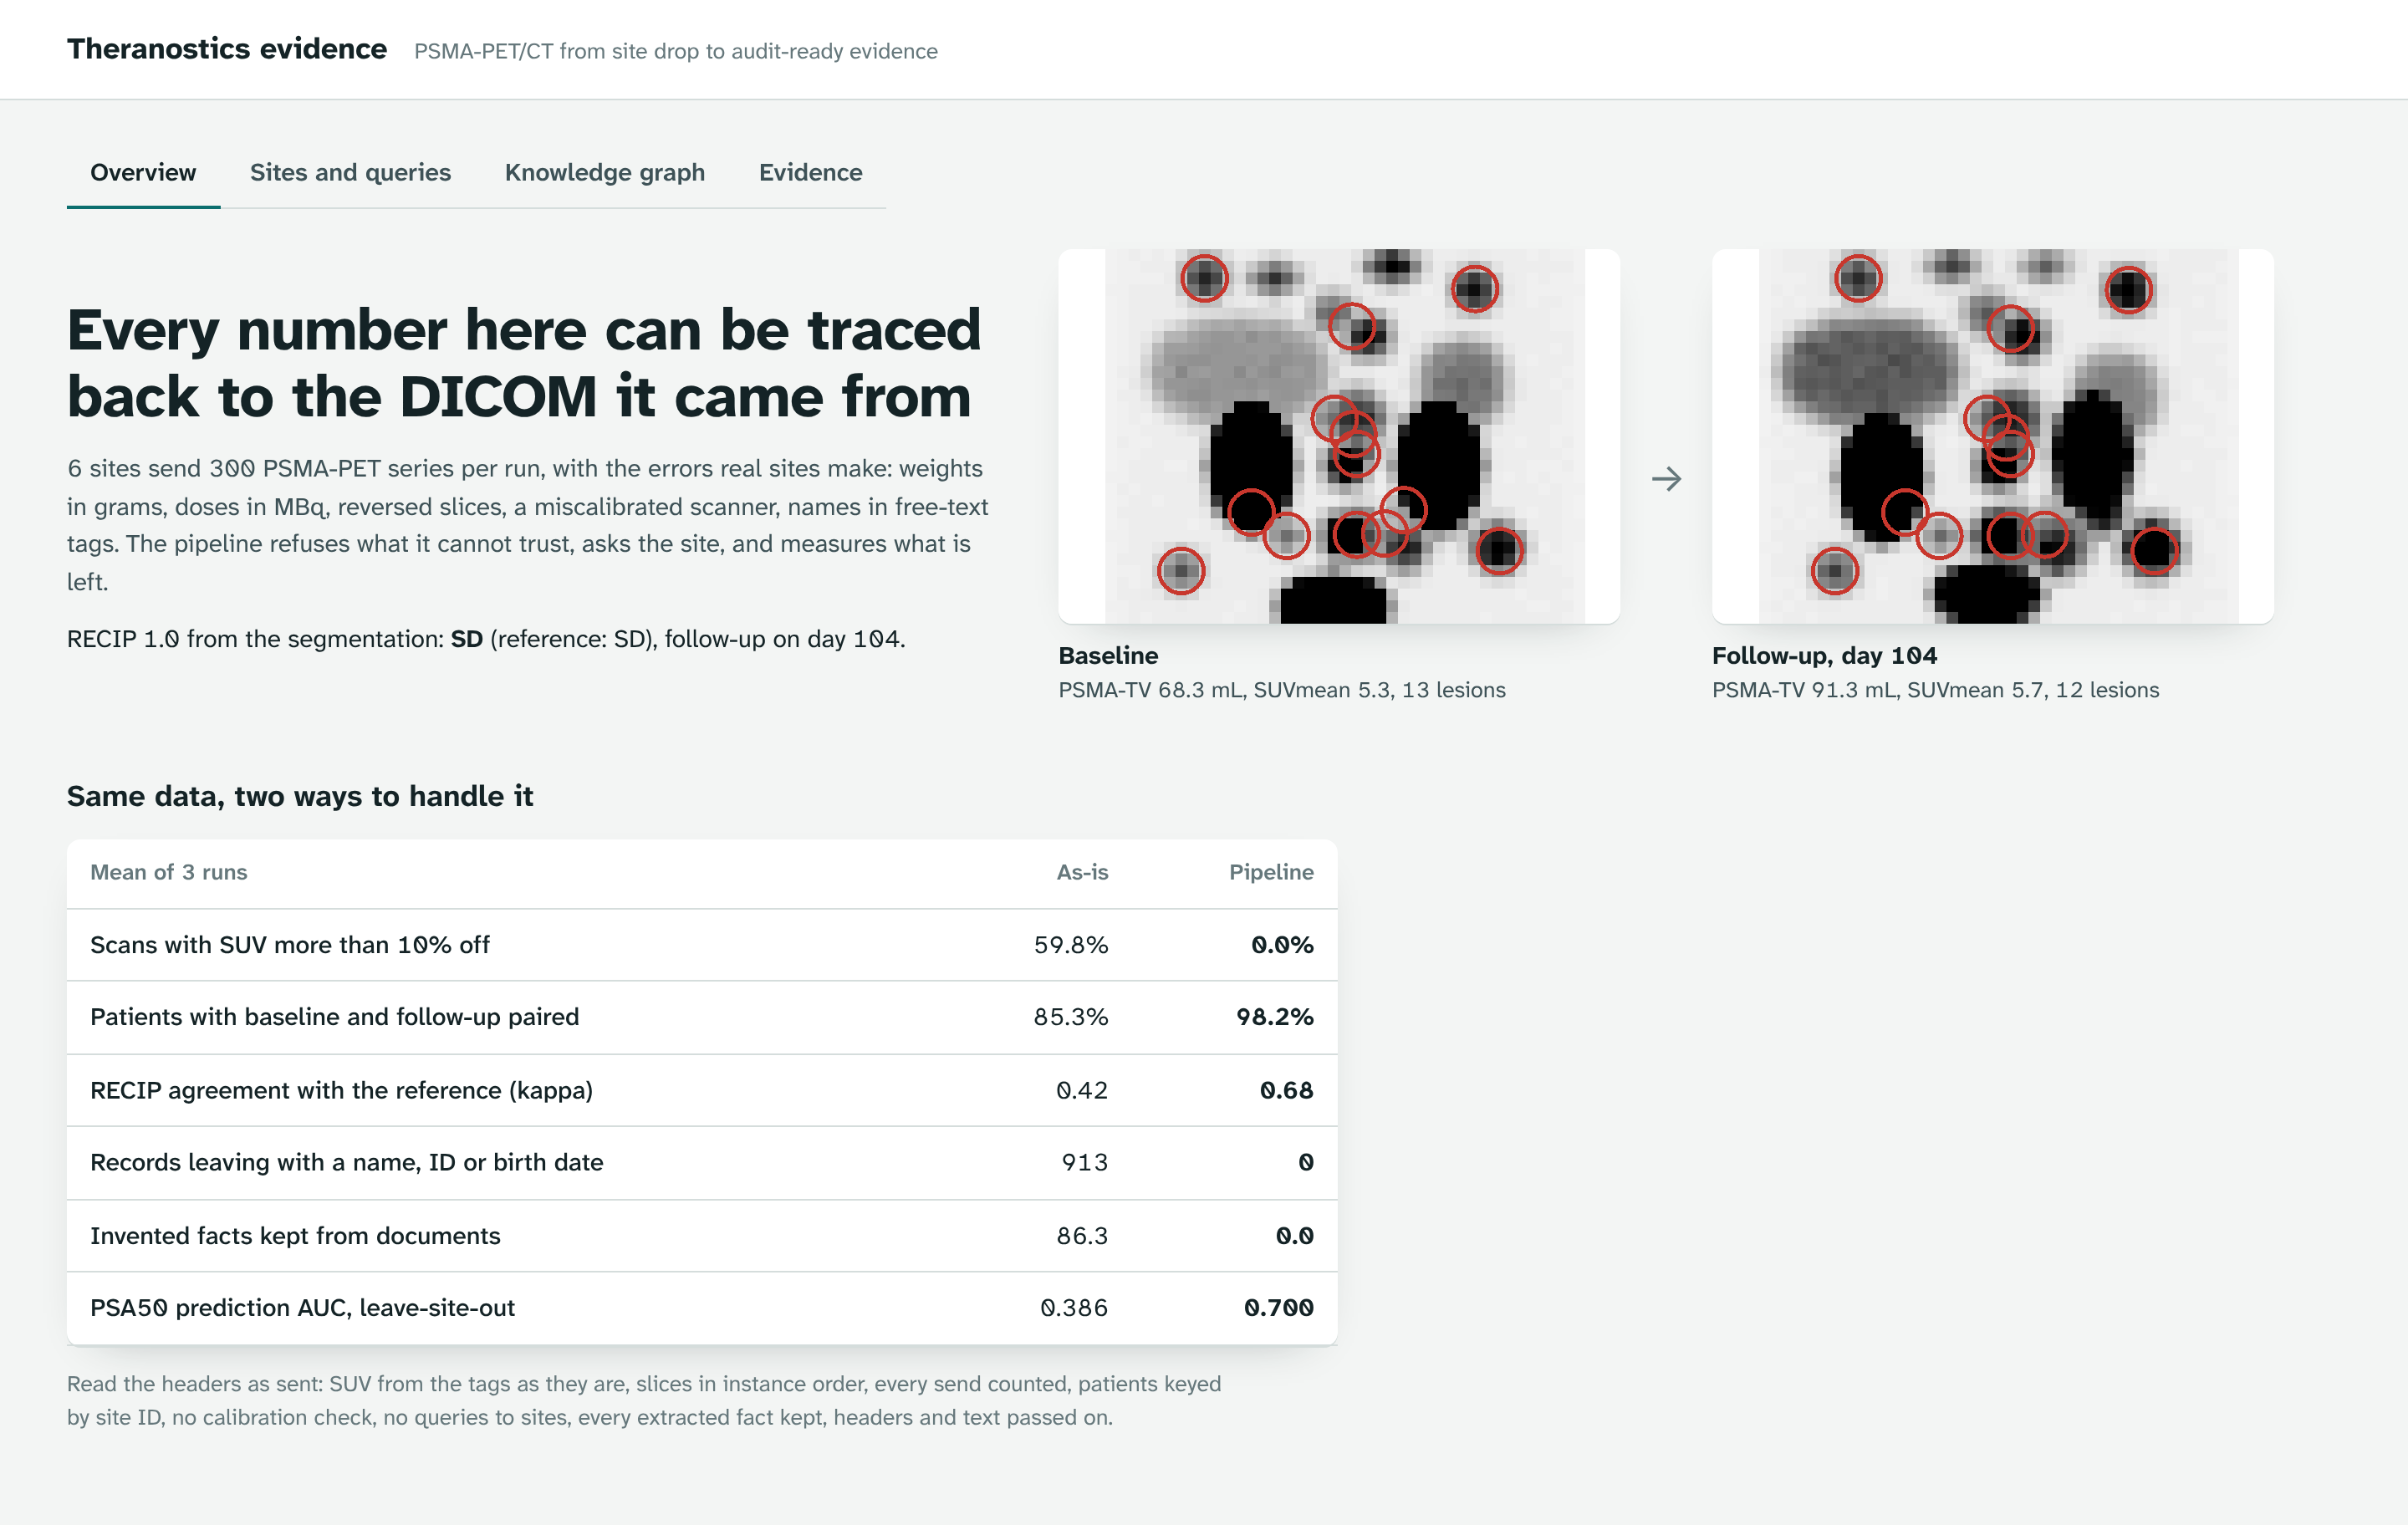 Theranostics evidence PSMA-PET/CT from site drop to audit-ready evidence
Overview Sites and queries Knowledge graph Evidence
Every number here can be traced
back to the DICOM it came from
6 sites send 300 PSMA-PET series per run, with the errors real sites make: weights
in grams, doses in MBq, reversed slices, a miscalibrated scanner, names in free-text
tags. The pipeline refuses what it cannot trust, asks the site, and measures what is
left.
RECIP 1.0 from the segmentation: SD (reference: SD), follow-up on day 104.
→
Baseline
PSMA-TV 68.3 mL, SUVmean 5.3, 13 lesions
Follow-up, day 104
PSMA-TV 91.3 mL, SUVmean 5.7, 12 lesions
Same data, two ways to handle it
Mean of 3 runs As-is Pipeline
Scans with SUV more than 10% off 59.8% 0.0%
Patients with baseline and follow-up paired 85.3% 98.2%
RECIP agreement with the reference (kappa) 0.42 0.68
Records leaving with a name, ID or birth date 913 0
Invented facts kept from documents 86.3 0.0
PSA50 prediction AUC, leave-site-out 0.386 0.700
Read the headers as sent: SUV from the tags as they are, slices in instance order, every send counted, patients keyed
by site ID, no calibration check, no queries to sites, every extracted fact kept, headers and text passed on.